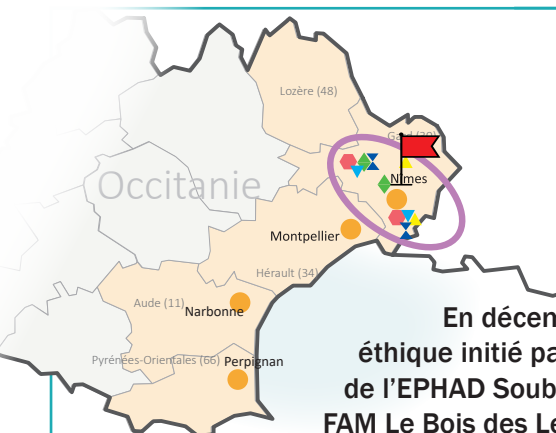 Lozère (48)
Gard (30)
Occitanie
Nîmes
Montpellier
Hérault (34)
Aude (11)
Narbonne
Pyrénées-Orientales (66)
Perpignan
En décen
éthique initié pa
de l'EPHAD Soub
FAM Le Bois des Le